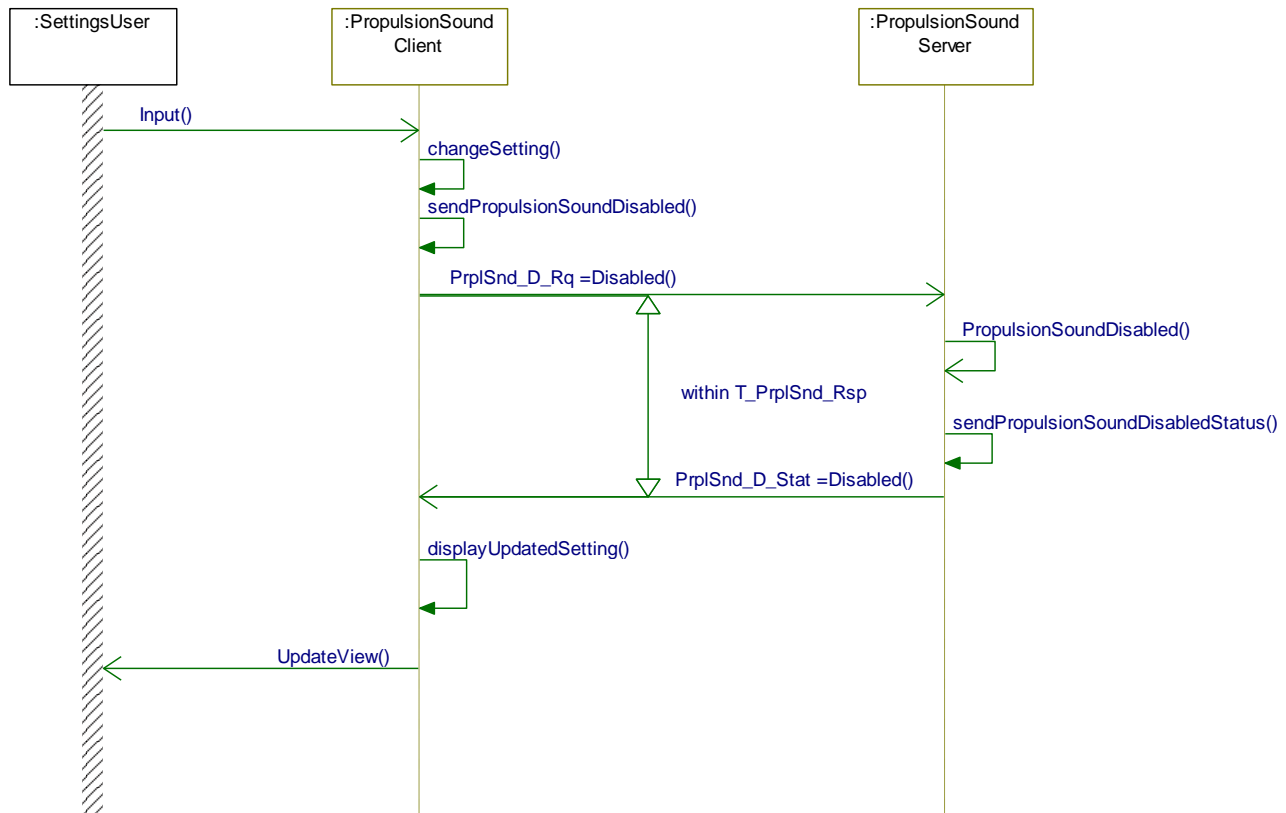 :SettingsUser
:PropulsionSound
Client
:PropulsionSound
Server
Input()
changeSetting()
sendPropulsionSoundDisabled()
PrplSnd_D_Rq =Disabled()
PropulsionSoundDisabled()
within T_PrplSnd_Rsp
sendPropulsionSoundDisabledStatus()
PrplSnd_D_Stat =Disabled()
displayUpdatedSetting()
UpdateView()